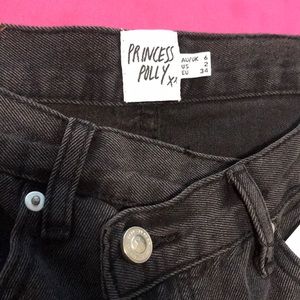 PRINCESS
POLLY
AU/UK 6
US 2
EU 34